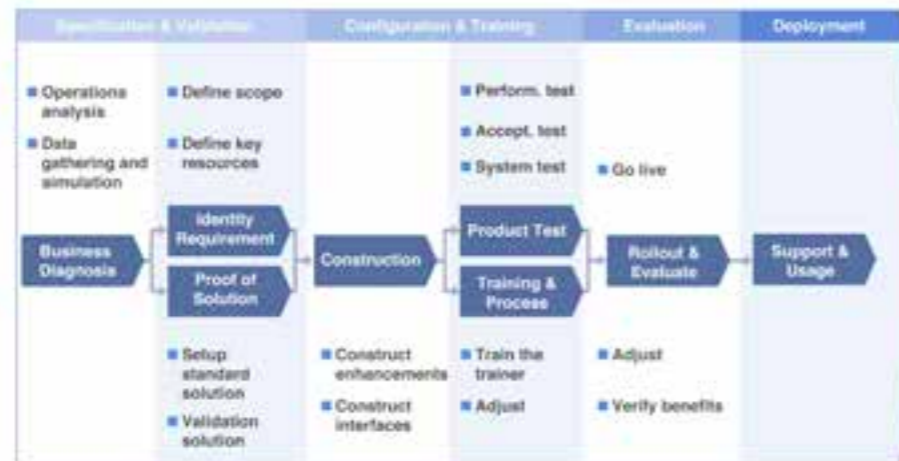 Specification & Validation
Configuration & Training
Evaluation
Deployment
Operations
analysis
Data
gathering and
simulation
Define scope
Define key
resources
Perform. test
Accept. test
System test
Go live
Business
Diagnosis
Identity
Requirement
Proof of
Solution
Construction
Product Test
Training &
Process
Rollout &
Evaluate
Support &
Usage
Setup
standard
solution
Validation
solution
Construct
enhancements
Construct
interfaces
Train the
trainer
Adjust
Adjust
Verify benefits